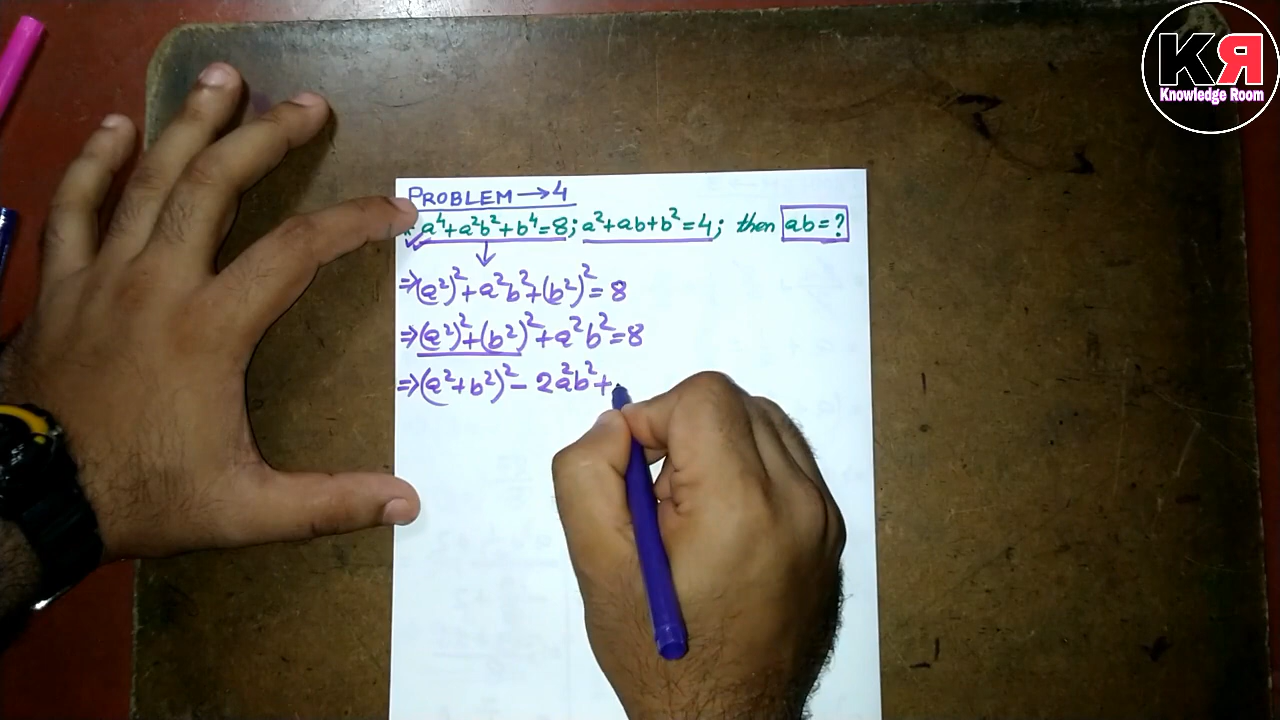 KЯ
Knowledge Room
PROBLEM → 4
* a⁴+a²b²+b⁴=8; a²+ab+b²=4; then ab=?
⇒(a²)²+a²b²+(b²)²=8
⇒(a²)²+(b²)²+a²b²=8
⇒(a²+b²)²-2a²b²+